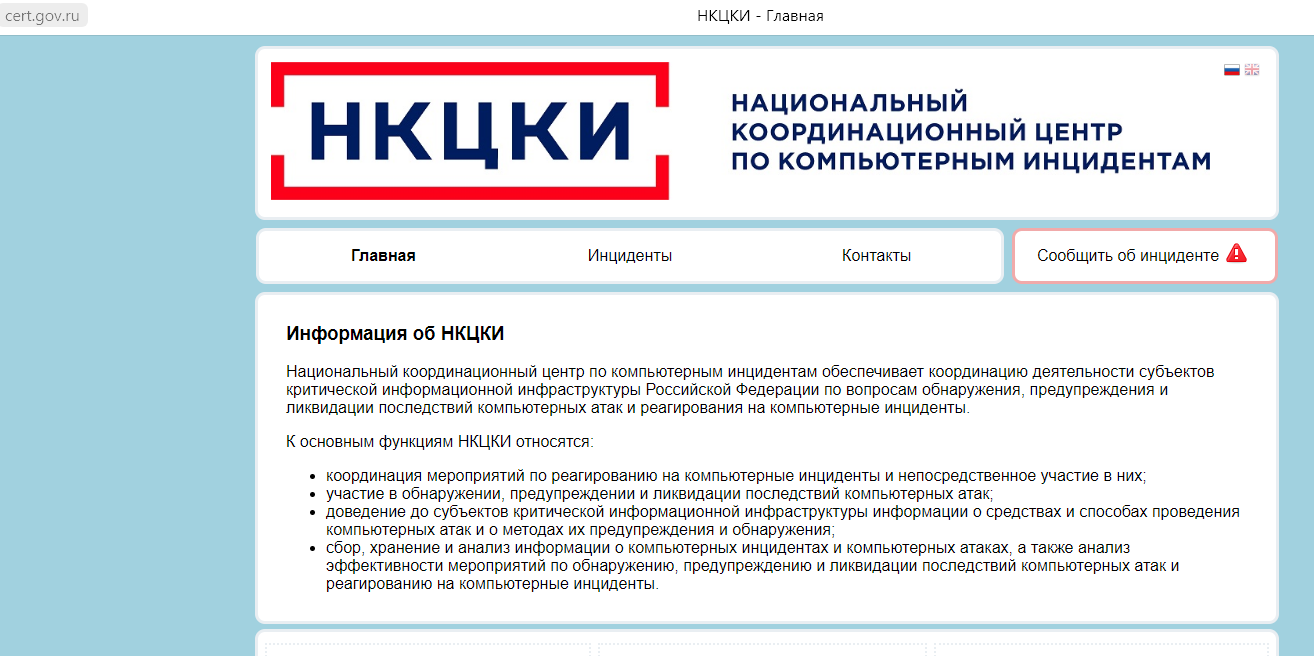 cert.gov.ru
НКЦКИ - Главная
НКЦКИ
НАЦИОНАЛЬНЫЙ
КООРДИНАЦИОННЫЙ ЦЕНТР
ПО КОМПЬЮТЕРНЫМ ИНЦИДЕНТАМ
Главная
Инциденты
Контакты
Сообщить об инциденте
Информация об НКЦКИ
Национальный координационный центр по компьютерным инцидентам обеспечивает координацию деятельности субъектов
критической информационной инфраструктуры Российской Федерации по вопросам обнаружения, предупреждения и
ликвидации последствий компьютерных атак и реагирования на компьютерные инциденты.
К основным функциям НКЦКИ относятся:
• координация мероприятий по реагированию на компьютерные инциденты и непосредственное участие в них;
• участие в обнаружении, предупреждении и ликвидации последствий компьютерных атак;
• доведение до субъектов критической информационной инфраструктуры информации о средствах и способах проведения
компьютерных атак и о методах их предупреждения и обнаружения;
• сбор, хранение и анализ информации о компьютерных инцидентах и компьютерных атаках, а также анализ
эффективности мероприятий по обнаружению, предупреждению и ликвидации последствий компьютерных атак и
реагированию на компьютерные инциденты.